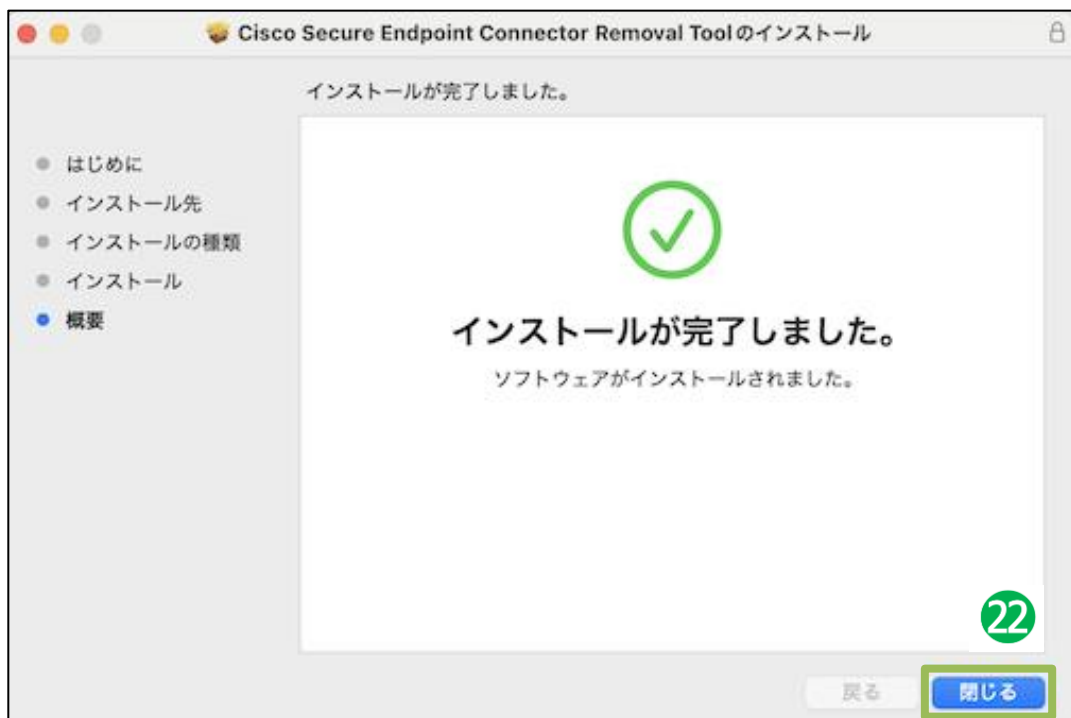 Cisco Secure Endpoint Connector Removal Toolのインストール
インストールが完了しました。
はじめに
インストール先
インストールの種類
インストール
概要
インストールが完了しました。
ソフトウェアがインストールされました。
22
戻る
閉じる